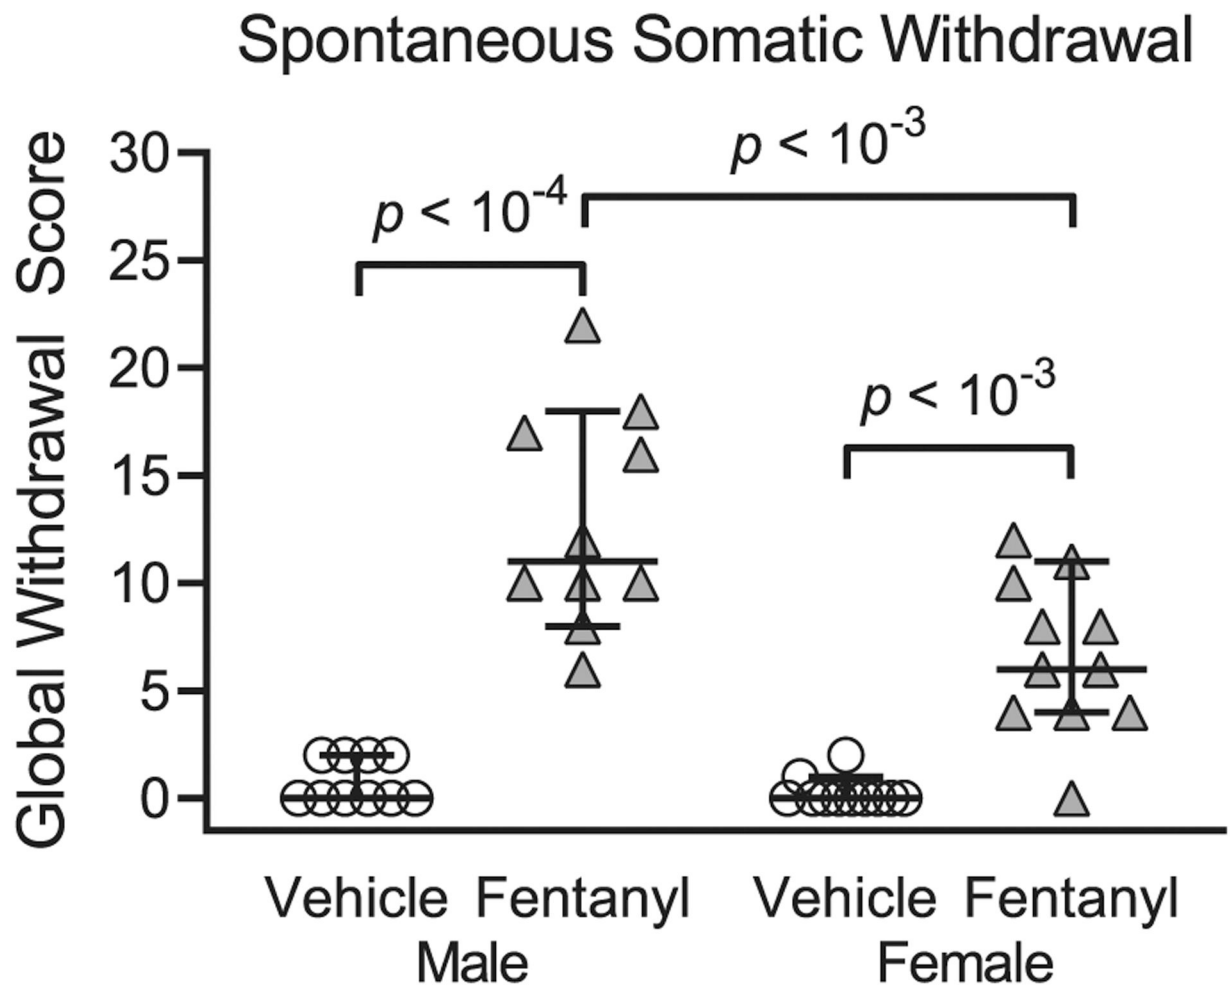 Spontaneous Somatic Withdrawal
Global Withdrawal Score
30
25
20
15
10
5
0
p < 10-4
p < 10-3
p < 10-3
Vehicle Fentanyl Vehicle Fentanyl
Male Female